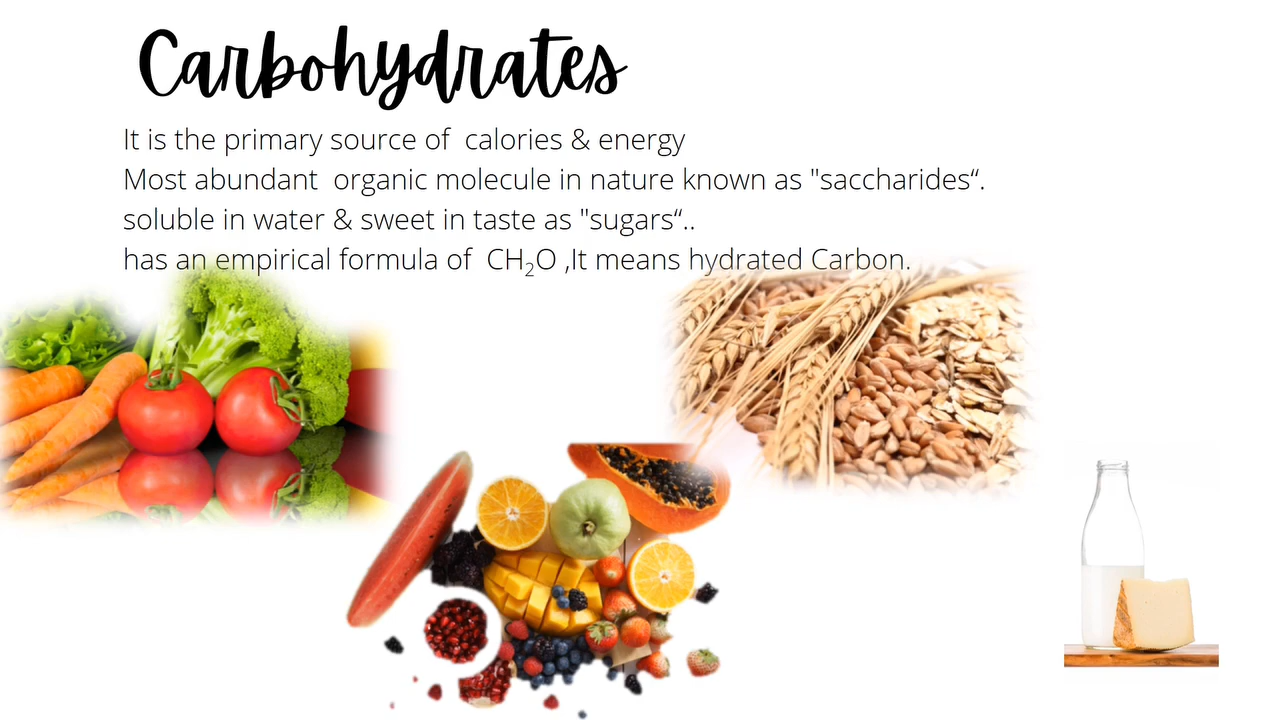 Carbohydrates
It is the primary source of  calories & energy
Most abundant  organic molecule in nature known as "saccharides“.
soluble in water & sweet in taste as "sugars“..
has an empirical formula of  CH₂O ,It means hydrated Carbon.